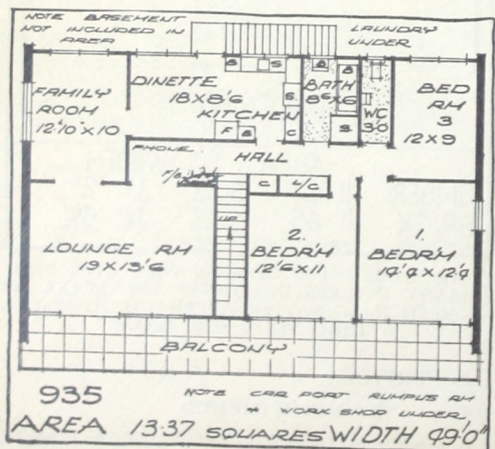 NOTE BASEMENT
NOT INCLUDED IN
AREA
LAUNDRY
UNDER
FAMILY
ROOM
12'10" X 10
DINETTE
18 X 8'6
KITCHEN
B
S
S
C
F
B
BATH
8'6 X 6
B
S
WC
3'0
BED
RM
3
12 X 9
PHONE
HALL
C
L/C
UP
LOUNGE RM
19 X 13'6
2.
BEDR'M
12'6 X 11
1.
BEDR'M
14'4 X 12'4
BALCONY
935
NOTE CAR PORT RUMPUS RM
WORK SHOP UNDER
AREA 13.37 SQUARES WIDTH 49'0"